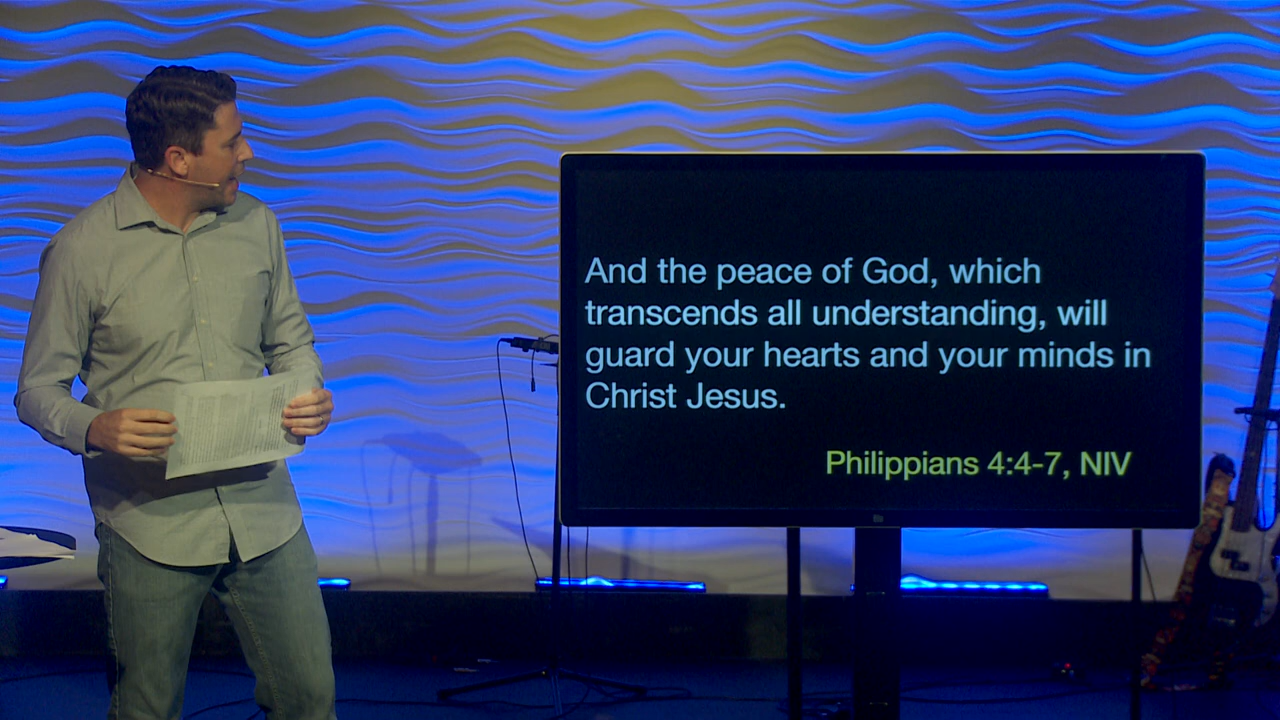 And the peace of God, which
transcends all understanding, will
guard your hearts and your minds in
Christ Jesus.
Philippians 4:4-7, NIV